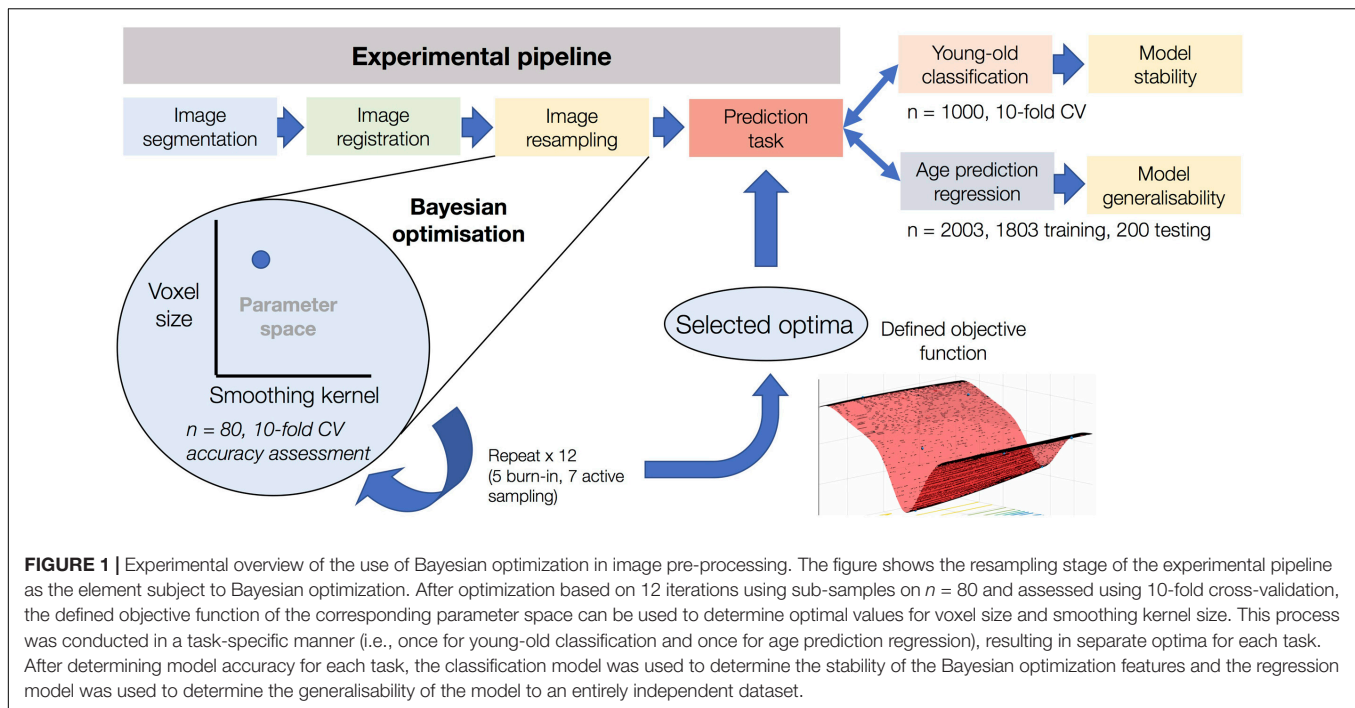 Experimental pipeline
Image
segmentation
Image
registration
Image
resampling
Prediction
task
Young-old
classification
Model
stability
n = 1000, 10-fold CV
Age prediction
regression
Model
generalisability
n = 2003, 1803 training, 200 testing
Bayesian
optimisation
Voxel
size
Parameter
space
Smoothing kernel
n = 80, 10-fold CV
accuracy assessment
Repeat x 12
(5 burn-in, 7 active
sampling)
Selected optima
Defined objective
function
FIGURE 1 | Experimental overview of the use of Bayesian optimization in image pre-processing. The figure shows the resampling stage of the experimental pipeline
as the element subject to Bayesian optimization. After optimization based on 12 iterations using sub-samples on n = 80 and assessed using 10-fold cross-validation,
the defined objective function of the corresponding parameter space can be used to determine optimal values for voxel size and smoothing kernel size. This process
was conducted in a task-specific manner (i.e., once for young-old classification and once for age prediction regression), resulting in separate optima for each task.
After determining model accuracy for each task, the classification model was used to determine the stability of the Bayesian optimization features and the regression
model was used to determine the generalisability of the model to an entirely independent dataset.